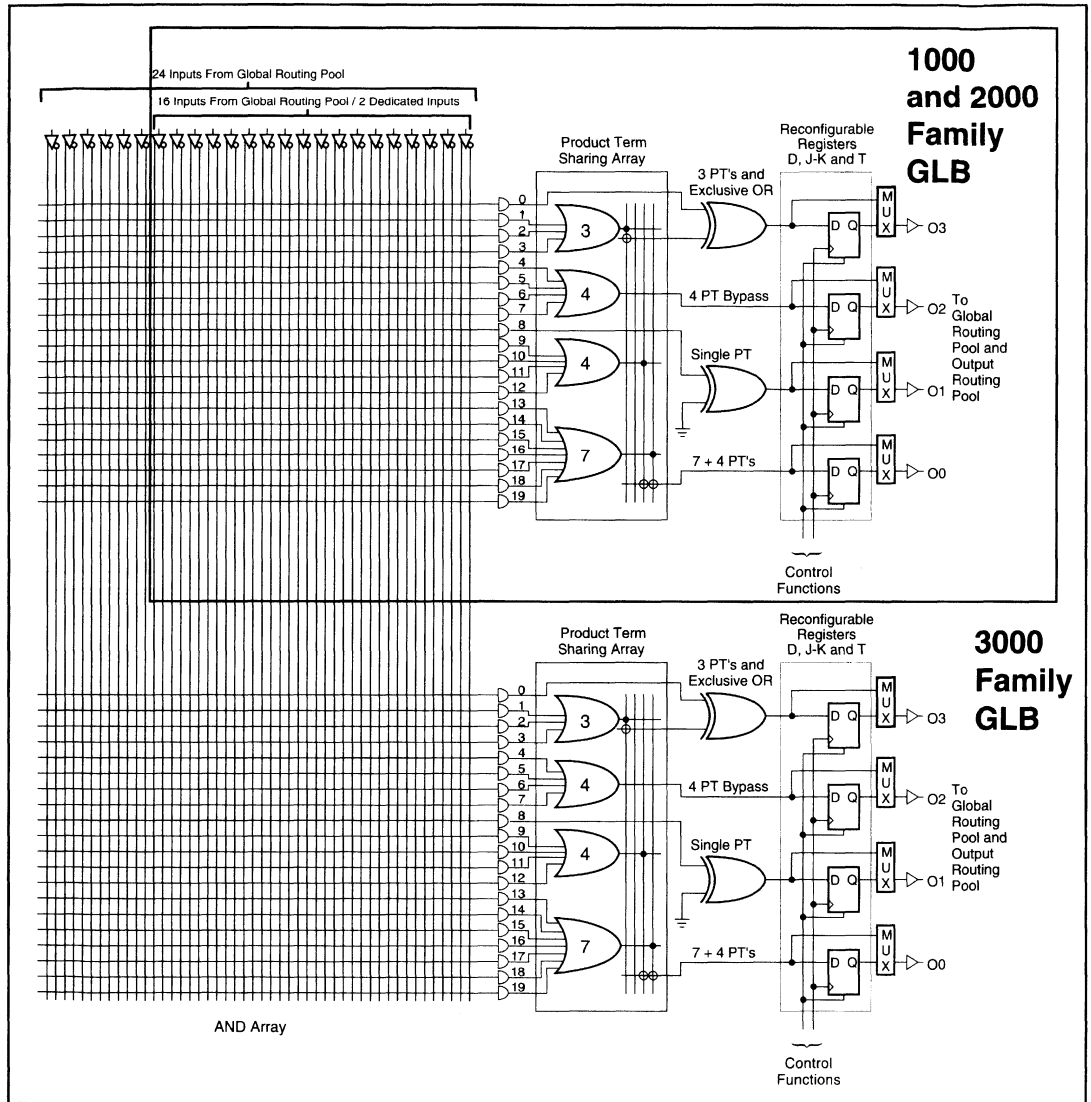 1000
and 2000
Family
GLB
24 Inputs From Global Routing Pool
16 Inputs From Global Routing Pool / 2 Dedicated Inputs
Product Term
Sharing Array
3 PT's and
Exclusive OR
Reconfigurable
Registers
D, J-K and T
0
1
2
3
4
5
6
7
8
9
10
11
12
13
14
15
16
17
18
19
3
4
4
7
4 PT Bypass
Single PT
7 + 4 PT's
D Q
D Q
D Q
D Q
MUX
MUX
MUX
MUX
O3
O2
O1
O0
To
Global
Routing
Pool and
Output
Routing
Pool
Control
Functions
3000
Family
GLB
Product Term
Sharing Array
3 PT's and
Exclusive OR
Reconfigurable
Registers
D, J-K and T
0
1
2
3
4
5
6
7
8
9
10
11
12
13
14
15
16
17
18
19
3
4
4
7
4 PT Bypass
Single PT
7 + 4 PT's
D Q
D Q
D Q
D Q
MUX
MUX
MUX
MUX
O3
O2
O1
O0
To
Global
Routing
Pool and
Output
Routing
Pool
AND Array
Control
Functions